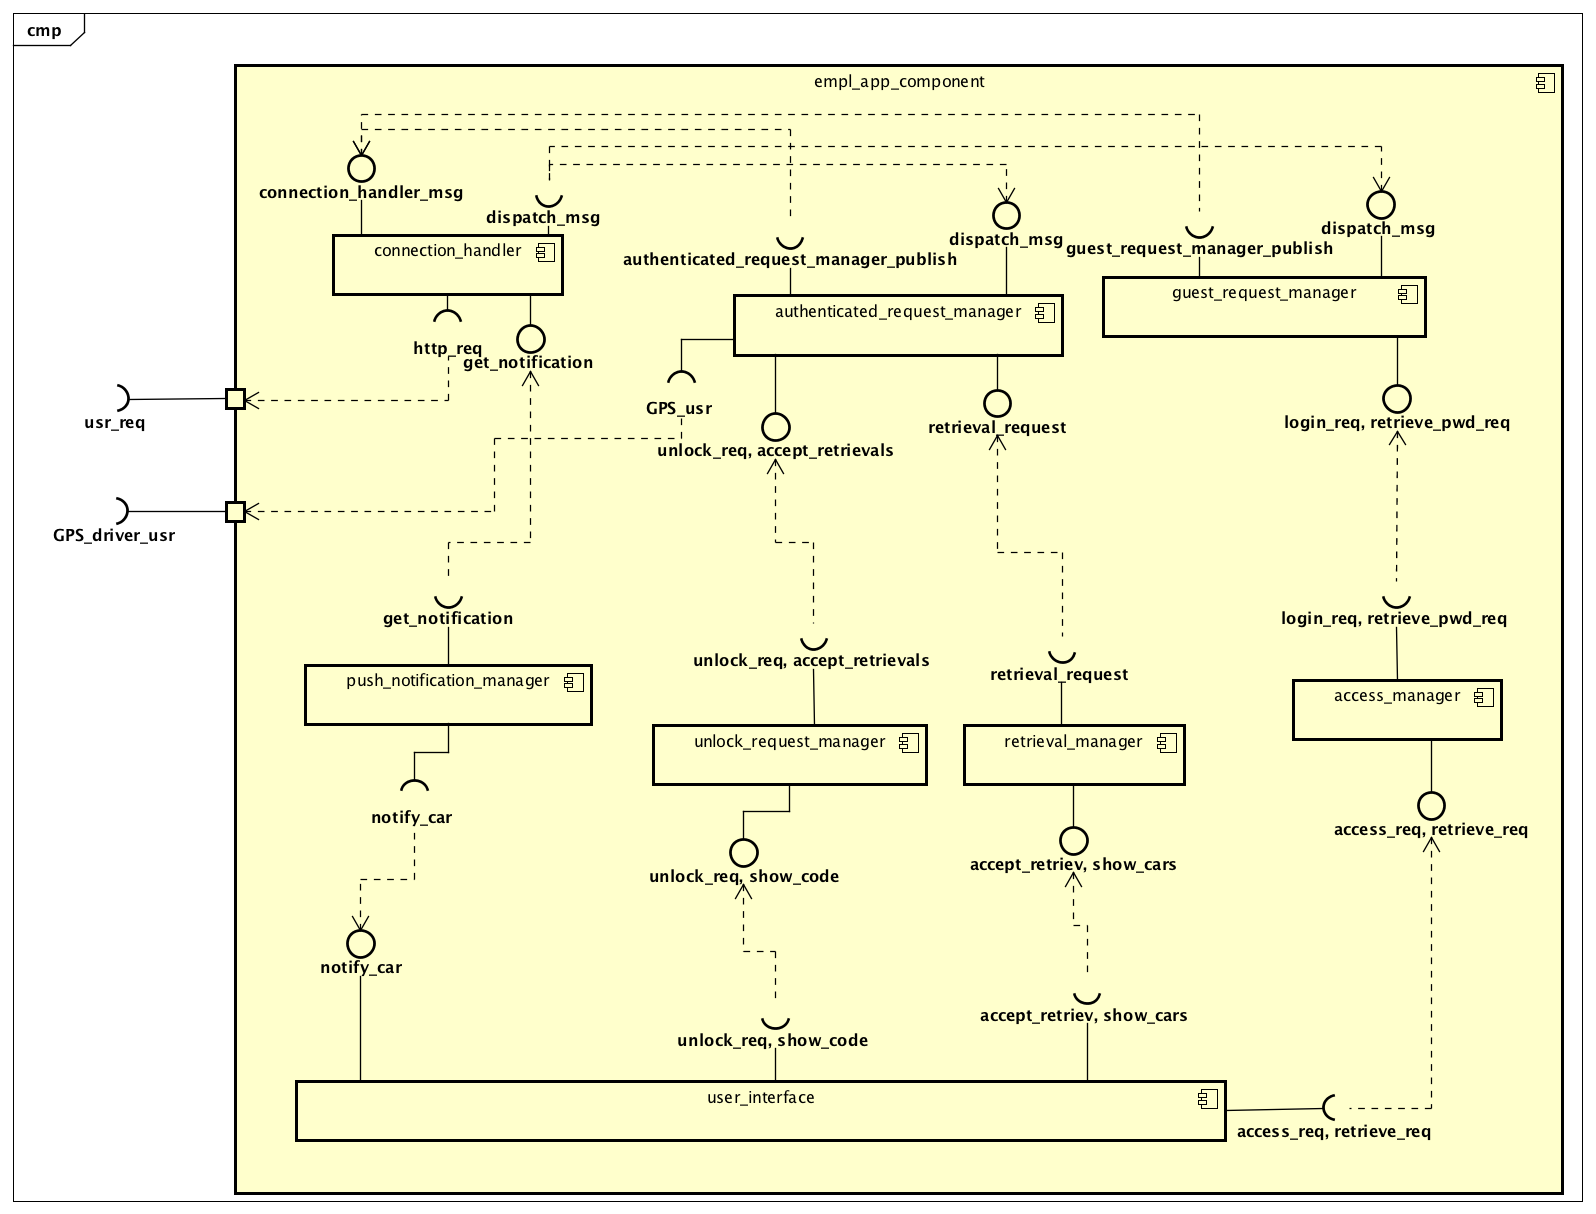 cmp
empl_app_component
connection_handler_msg
dispatch_msg
dispatch_msg
dispatch_msg
guest_request_manager_publish
authenticated_request_manager_publish
connection_handler
guest_request_manager
authenticated_request_manager
http_req
get_notification
GPS_usr
usr_req
retrieval_request
login_req, retrieve_pwd_req
unlock_req, accept_retrievals
GPS_driver_usr
get_notification
login_req, retrieve_pwd_req
unlock_req, accept_retrievals
retrieval_request
push_notification_manager
access_manager
unlock_request_manager
retrieval_manager
notify_car
access_req, retrieve_req
accept_retriev, show_cars
unlock_req, show_code
notify_car
accept_retriev, show_cars
unlock_req, show_code
user_interface
access_req, retrieve_req